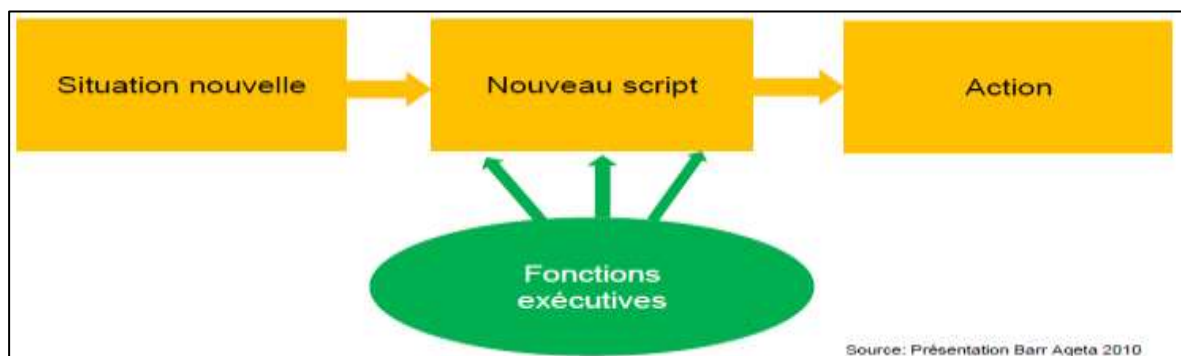 Situation nouvelle
Nouveau script
Action
Fonctions
exécutives
Source: Présentation Barr Ageta 2010